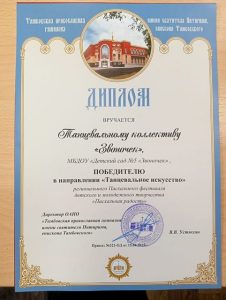 Тамбовская православная гимназия
имени святителя Питирима, епископа Тамбовского
ДИПЛОМ
ВРУЧАЕТСЯ
Танцевальному коллективу
«Звоночек»,
МБДОУ «Детский сад №5 «Звоночек»,
ПОБЕДИТЕЛЮ
в направлении «Танцевальное искусство»
регионального Пасхального фестиваля
детского и молодежного творчества
«Пасхальная радость»
Директор ОАНО
«Тамбовская православная гимназия
имени святителя Питирима,
епископа Тамбовского»
В.В.
Приказ